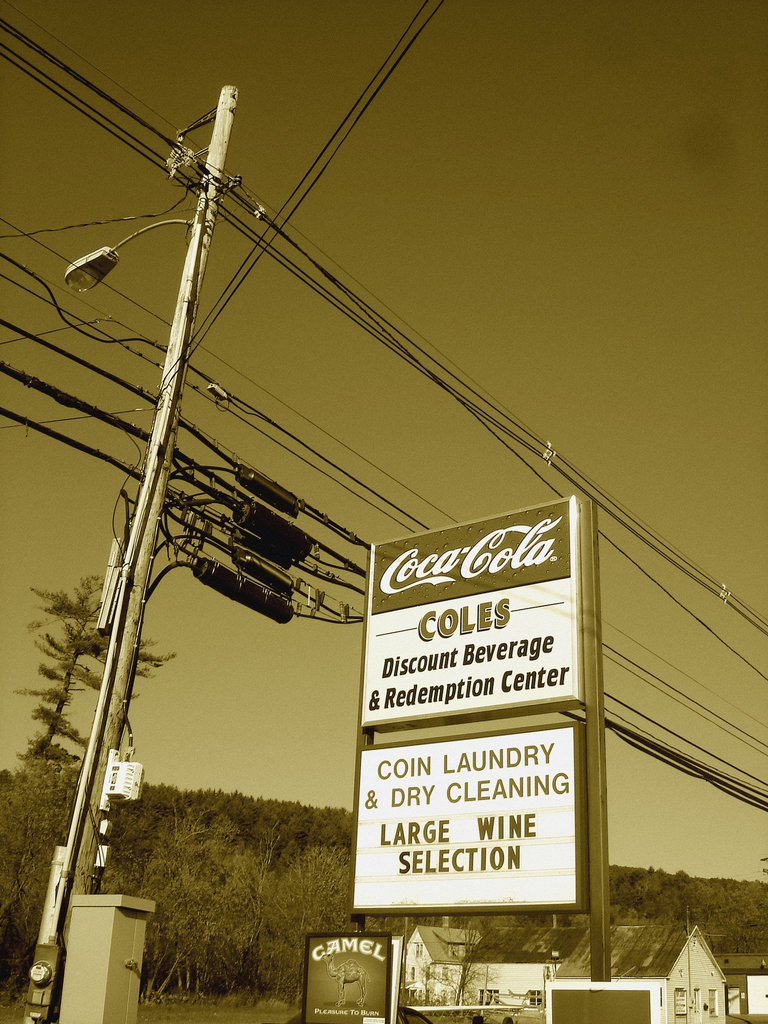 Coca-Cola
COLES
Discount Beverage
& Redemption Center
COIN LAUNDRY
& DRY CLEANING
LARGE WINE
SELECTION
CAMEL
PLEASURE TO BURN